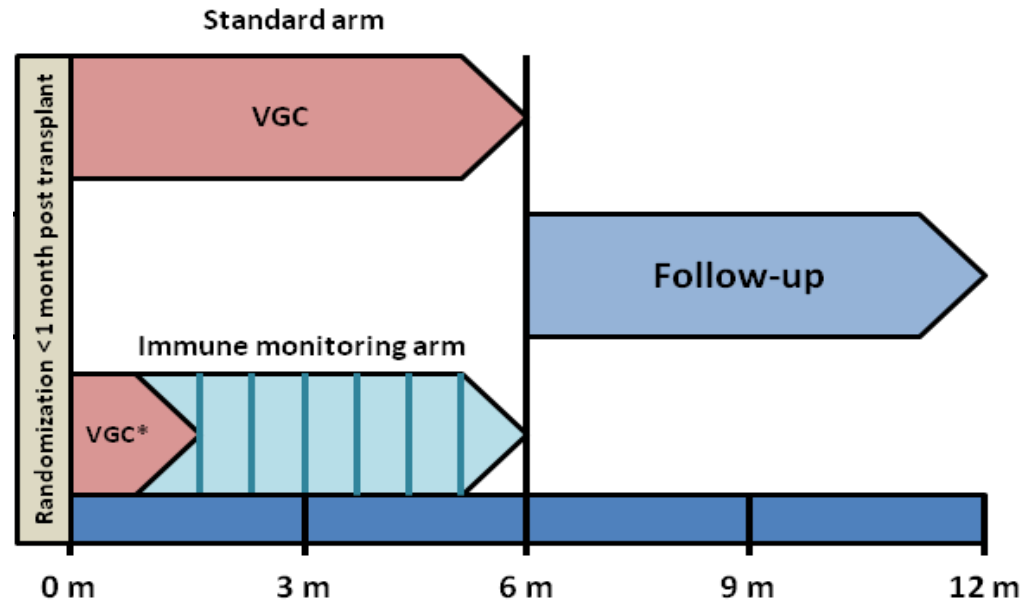 Standard arm
Randomization <1 month post transplant
VGC
Follow-up
Immune monitoring arm
VGC*
0 m
3 m
6 m
9 m
12 m